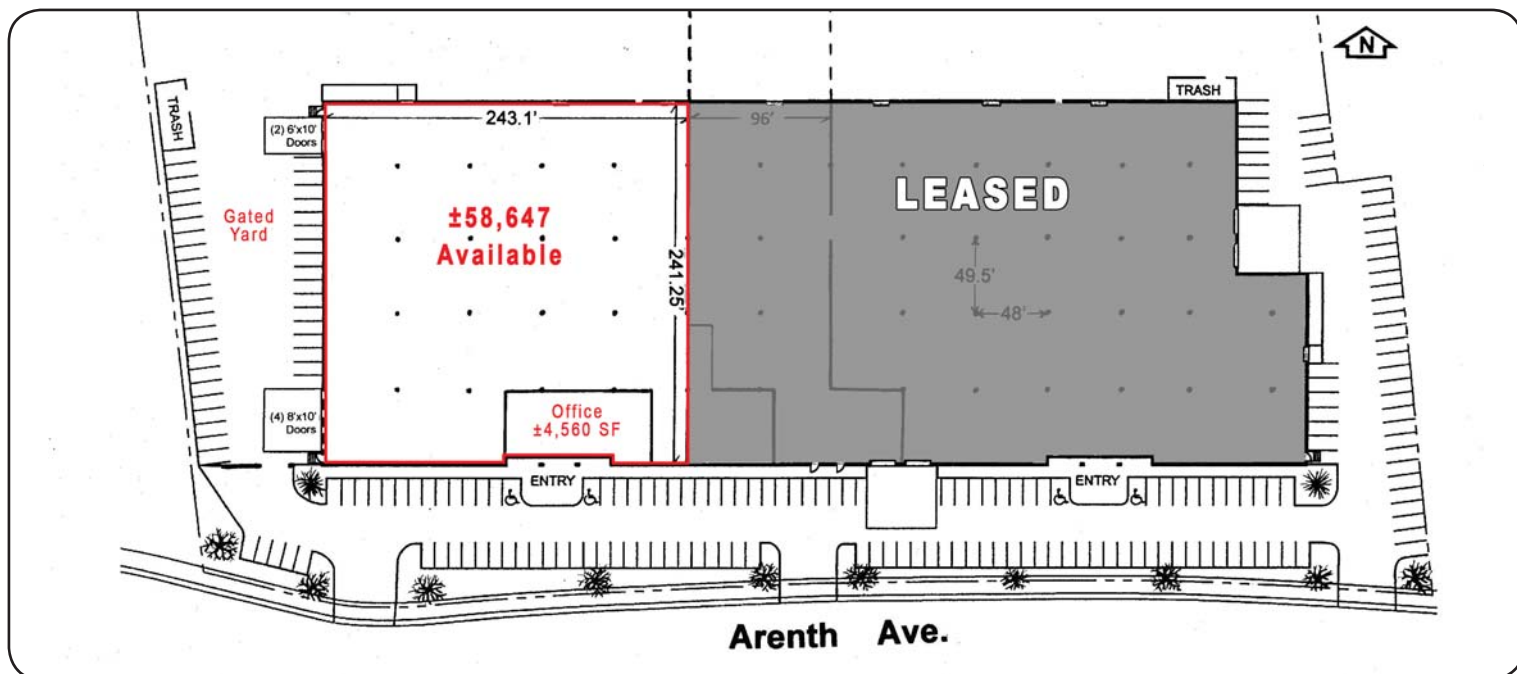 N
TRASH
TRASH
(2) 6'x10'
Doors
243.1'
96'
LEASED
Gated
Yard
±58,647
Available
241.25'
49.5'
48'
(4) 8'x10'
Doors
Office
±4,560 SF
ENTRY
ENTRY
Arenth Ave.